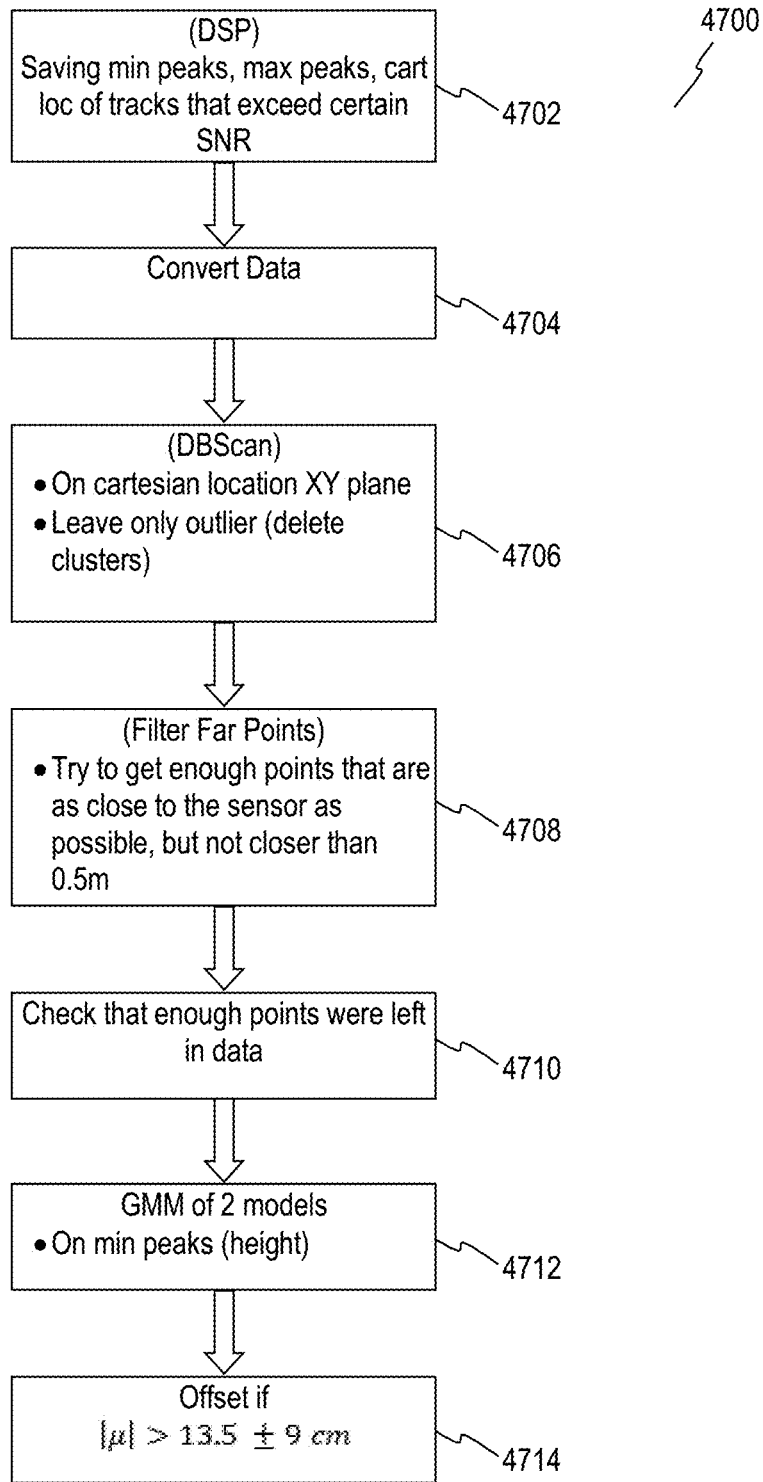 4700
(DSP)
Saving min peaks, max peaks, cart
loc of tracks that exceed certain
SNR
4702
Convert Data
4704
(DBScan)
• On cartesian location XY plane
• Leave only outlier (delete
clusters)
4706
(Filter Far Points)
• Try to get enough points that are
as close to the sensor as
possible, but not closer than
0.5m
4708
Check that enough points were left
in data
4710
GMM of 2 models
• On min peaks (height)
4712
Offset if
|μ| > 13.5 ± 9 cm
4714